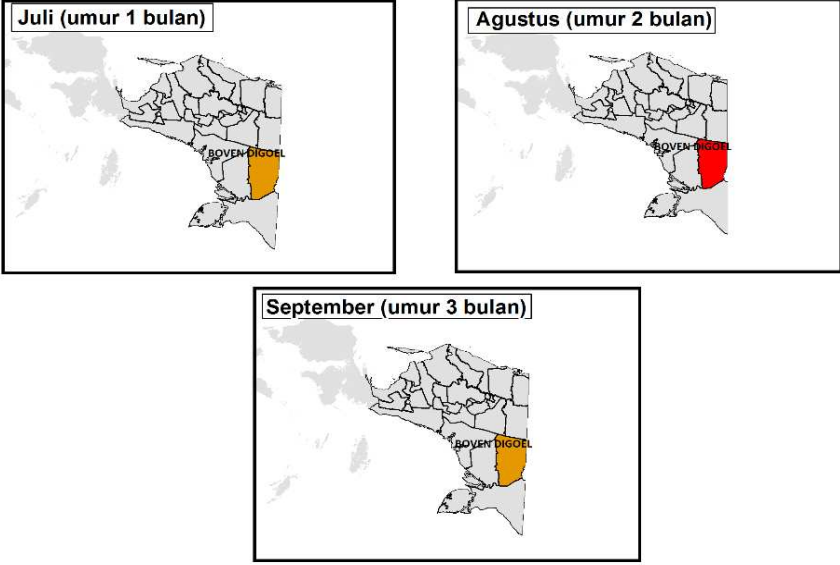 Juli (umur 1 bulan)
BOVEN DIGOEL
Agustus (umur 2 bulan)
BOVEN DIGOEL
September (umur 3 bulan)
BOVEN DIGOEL